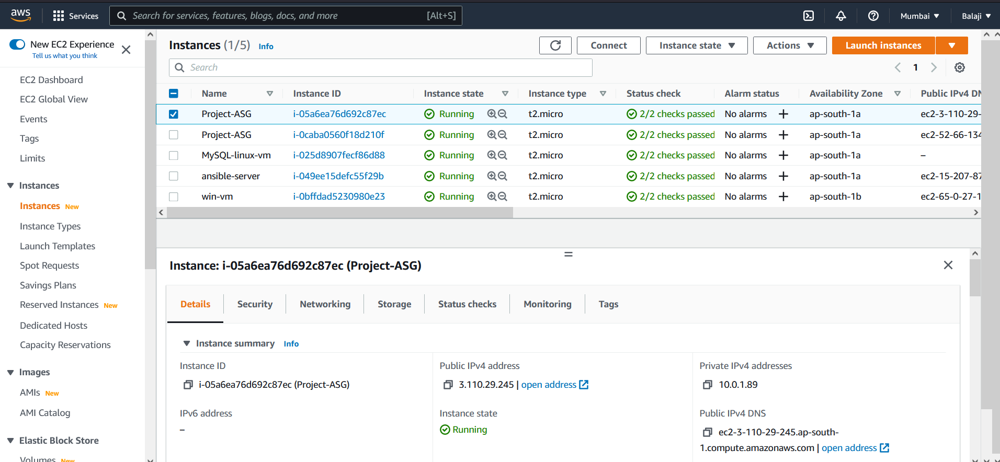 aws Services Search for services, features, blogs, docs, and more [Alt+S] Mumbai Balaji
New EC2 Experience
Tell us what you think
EC2 Dashboard
EC2 Global View
Events
Tags
Limits
Instances
Instances New
Instance Types
Launch Templates
Spot Requests
Savings Plans
Reserved Instances New
Dedicated Hosts
Capacity Reservations
Images
AMIs New
AMI Catalog
Elastic Block Store
Volumes New
Instances (1/5) Info Connect Instance state Actions Launch instances
Search 1
Name Instance ID Instance state Instance type Status check Alarm status Availability Zone Public IPv4 DN
Project-ASG i-05a6ea76d692c87ec Running t2.micro 2/2 checks passed No alarms + ap-south-1a ec2-3-110-29-
Project-ASG i-0caba0560f18d210f Running t2.micro 2/2 checks passed No alarms + ap-south-1a ec2-52-66-134
MySQL-linux-vm i-025d8907fecf86d88 Running t2.micro 2/2 checks passed No alarms + ap-south-1a –
ansible-server i-049ee15defc55f29b Running t2.micro 2/2 checks passed No alarms + ap-south-1a ec2-15-207-87
win-vm i-0bffdad5230980e23 Running t2.micro 2/2 checks passed No alarms + ap-south-1b ec2-65-0-27-1
Instance: i-05a6ea76d692c87ec (Project-ASG)
Details Security Networking Storage Status checks Monitoring Tags
Instance summary Info
Instance ID Public IPv4 address Private IPv4 addresses
i-05a6ea76d692c87ec (Project-ASG) 3.110.29.245 | open address 10.0.1.89
IPv6 address Instance state Public IPv4 DNS
– Running ec2-3-110-29-245.ap-south-
1.compute.amazonaws.com | open address